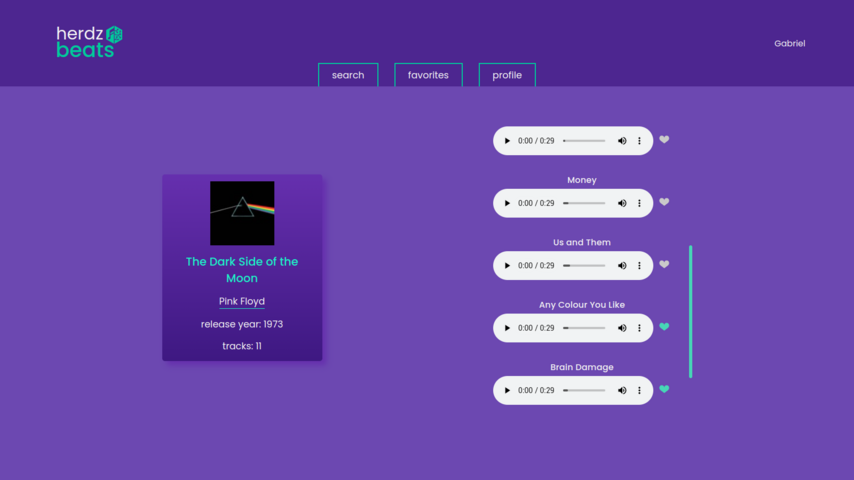 herdz
beats
Gabriel
search
favorites
profile
The Dark Side of the
Moon
Pink Floyd
release year: 1973
tracks: 11
0:00 / 0:29
Money
0:00 / 0:29
Us and Them
0:00 / 0:29
Any Colour You Like
0:00 / 0:29
Brain Damage
0:00 / 0:29